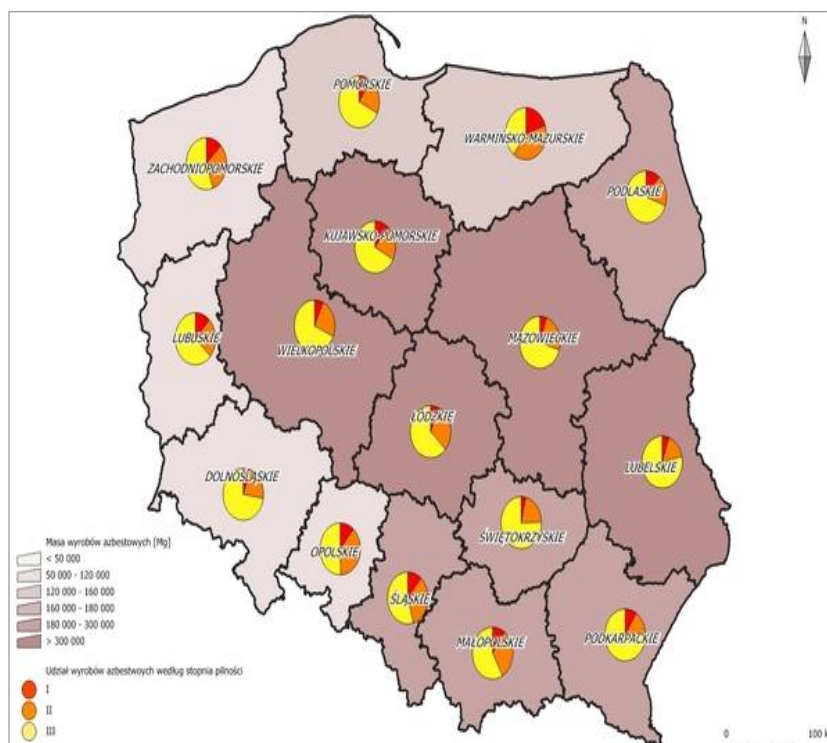 N
POMORSKIE
WARMIŃSKO-MAZURSKIE
ZACHODNIOPOMORSKIE
PODLASKIE
KUJAWSKO-POMORSKIE
LUBUSKIE
WIELKOPOLSKIE
MAZOWIECKIE
ŁÓDZKIE
LUBELSKIE
DOLNOŚLĄSKIE
ŚWIĘTOKRZYSKIE
OPOLSKIE
ŚLĄSKIE
MAŁOPOLSKIE
PODKARPACKIE
Masa wyrobów azbestowych [Mg]
< 50 000
50 000 - 120 000
120 000 - 160 000
160 000 - 180 000
180 000 - 300 000
> 300 000
Udział wyrobów azbestwoych według stopnia pilności
I
II
III
0 100 k